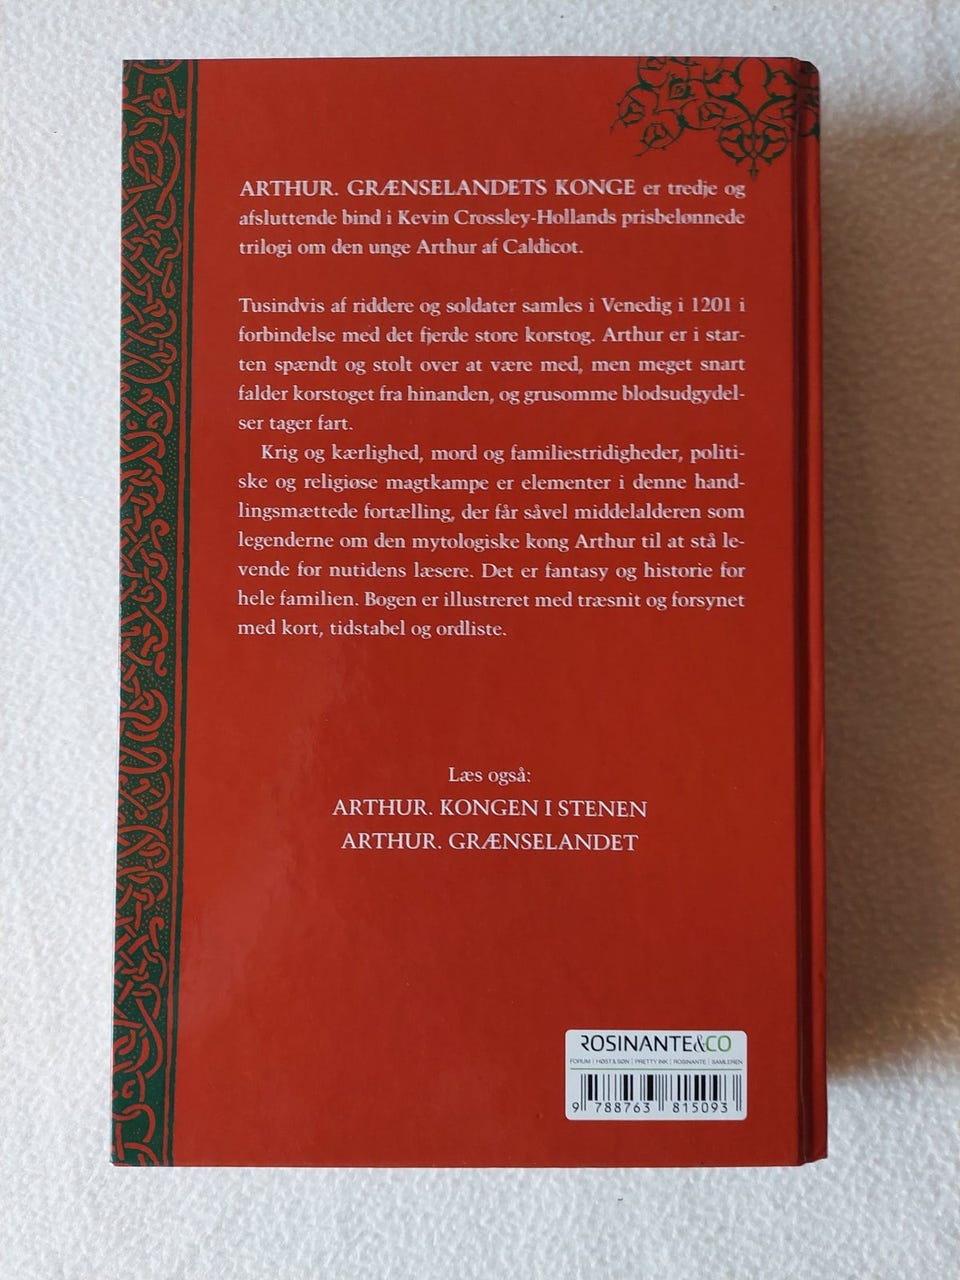 ARTHUR. GRÆNSELANDETS KONGE er tredje og
afsluttende bind i Kevin Crossley-Hollands prisbelønnede
trilogi om den unge Arthur af Caldicot.
Tusindvis af riddere og soldater samles i Venedig i 1201 i
forbindelse med det fjerde store korstog. Arthur er i star-
ten spændt og stolt over at være med, men meget snart
falder korstoget fra hinanden, og grusomme blodsudgydel-
ser tager fart.
Krig og kærlighed, mord og familiestridigheder, politi-
ske og religiøse magtkampe er elementer i denne hand-
lingsmættede fortælling, der får såvel middelalderen som
legenderne om den mytologiske kong Arthur til at stå le-
vende for nutidens læsere. Det er fantasy og historie for
hele familien. Bogen er illustreret med træsnit og forsynet
med kort, tidstabel og ordliste.
Læs også:
ARTHUR. KONGEN I STENEN
ARTHUR. GRÆNSELANDET
ROSINANTE&CO
FORUM | HØST & SØN | PRETTY INK | ROSINANTE | SAMLEREN
9 788763 815093